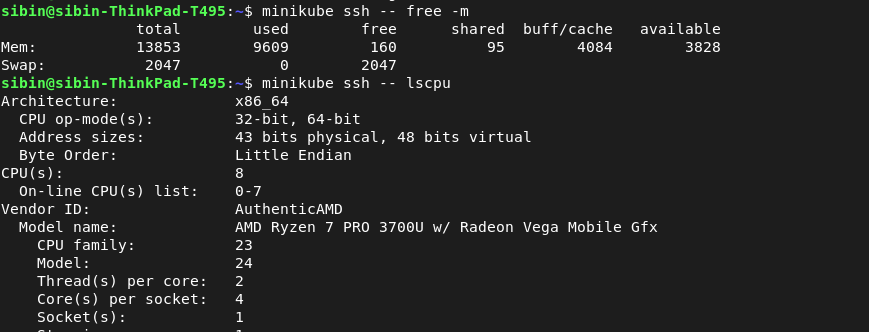 sibin@sibin-ThinkPad-T495:~$ minikube ssh -- free -m
               total        used        free      shared  buff/cache   available
Mem:           13853        9609         160          95        4084        3828
Swap:           2047           0        2047
sibin@sibin-ThinkPad-T495:~$ minikube ssh -- lscpu
Architecture:             x86_64
  CPU op-mode(s):         32-bit, 64-bit
  Address sizes:          43 bits physical, 48 bits virtual
  Byte Order:             Little Endian
CPU(s):                   8
  On-line CPU(s) list:    0-7
Vendor ID:                AuthenticAMD
  Model name:             AMD Ryzen 7 PRO 3700U w/ Radeon Vega Mobile Gfx
    CPU family:           23
    Model:                24
    Thread(s) per core:   2
    Core(s) per socket:   4
    Socket(s):            1